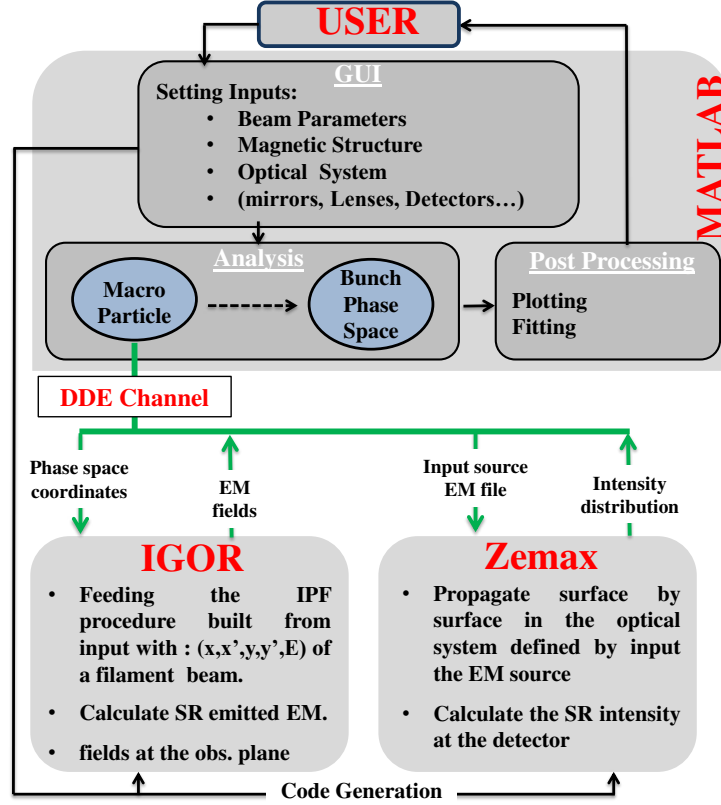 USER
MATLAB
GUI
Setting Inputs:
• Beam Parameters
• Magnetic Structure
• Optical System
• (mirrors, Lenses, Detectors…)
Analysis
Macro
Particle
Bunch
Phase
Space
Post Processing
Plotting
Fitting
DDE Channel
Phase space
coordinates
EM
fields
Input source
EM file
Intensity
distribution
IGOR
• Feeding the IPF
procedure built from
input with : (x,x’,y,y’,E) of
a filament beam.
• Calculate SR emitted EM.
• fields at the obs. plane
Zemax
• Propagate surface by
surface in the optical
system defined by input
the EM source
• Calculate the SR intensity
at the detector
Code Generation